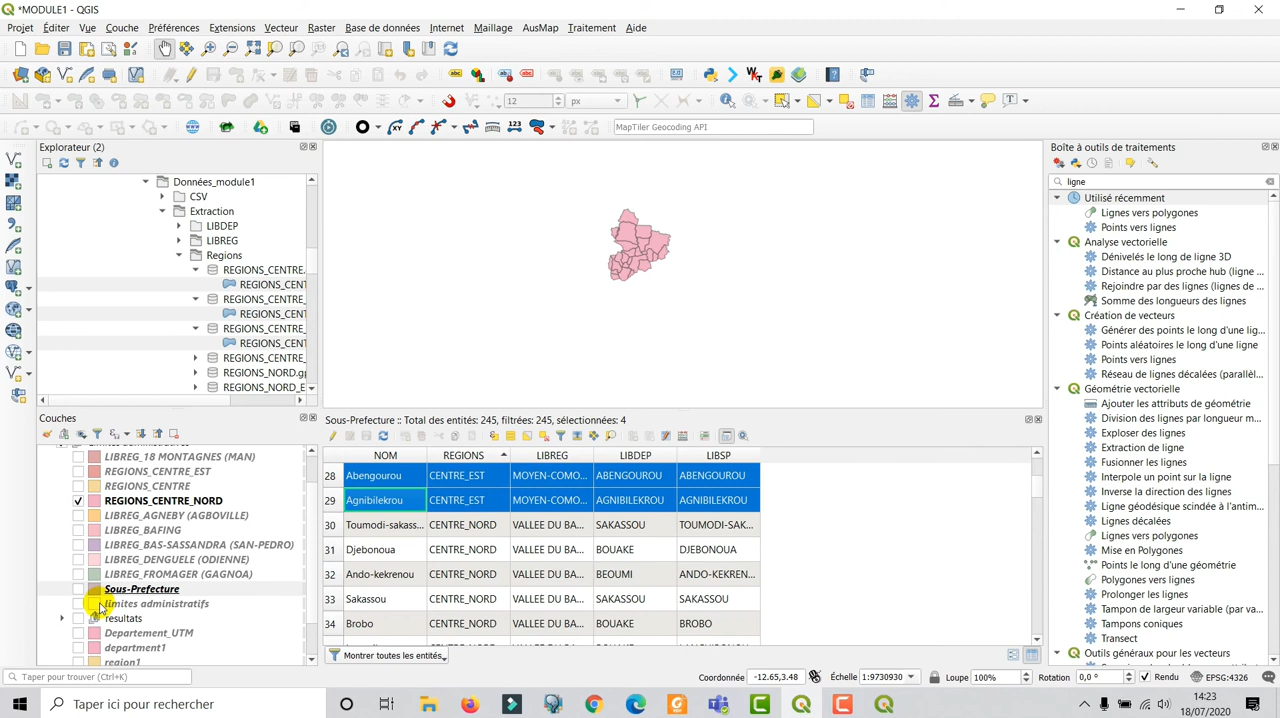 *MODULE1 - QGIS
Projet Éditer Vue Couche Préférences Extensions Vecteur Raster Base de données Internet Maillage AusMap Traitement Aide
12 px
MapTiler Geocoding API
Explorateur (2)
Données_module1
CSV
Extraction
LIBDEP
LIBREG
Regions
REGIONS_CENTRE.
REGIONS_CENT
REGIONS_CENTRE_
REGIONS_CENT
REGIONS_CENTRE_
REGIONS_CENT
REGIONS_CENTRE_
REGIONS_NORD.gp
REGIONS_NORD_E
Couches
LIBREG_18 MONTAGNES (MAN)
REGIONS_CENTRE_EST
REGIONS_CENTRE
REGIONS_CENTRE_NORD
LIBREG_AGNEBY (AGBOVILLE)
LIBREG_BAFING
LIBREG_BAS-SASSANDRA (SAN-PEDRO)
LIBREG_DENGUELE (ODIENNE)
LIBREG_FROMAGER (GAGNOA)
Sous-Prefecture
limites administratifs
resultats
Departement_UTM
department1
region1
Sous-Prefecture :: Total des entités: 245, filtrées: 245, sélectionnées: 4
NOM REGIONS LIBREG LIBDEP LIBSP
28 Abengourou CENTRE_EST MOYEN-COMO... ABENGOUROU ABENGOUROU
29 Agnibilekrou CENTRE_EST MOYEN-COMO... AGNIBILEKROU AGNIBILEKROU
30 Toumodi-sakass... CENTRE_NORD VALLEE DU BA... SAKASSOU TOUMODI-SAK...
31 Djebonoua CENTRE_NORD VALLEE DU BA... BOUAKE DJEBONOUA
32 Ando-kekrenou CENTRE_NORD VALLEE DU BA... BEOUMI ANDO-KEKREN...
33 Sakassou CENTRE_NORD VALLEE DU BA... SAKASSOU SAKASSOU
34 Brobo CENTRE_NORD VALLEE DU BA... BOUAKE BROBO
Montrer toutes les entités
Boîte à outils de traitements
ligne
Utilisé récemment
Lignes vers polygones
Points vers lignes
Analyse vectorielle
Dénivelés le long de ligne 3D
Distance au plus proche hub (ligne ...
Rejoindre par des lignes (lignes de ...
Somme des longueurs des lignes
Création de vecteurs
Générer des points le long d'une lig...
Points aléatoires le long d'une ligne
Points vers lignes
Réseau de lignes décalées (parallèl...
Géométrie vectorielle
Ajouter les attributs de géométrie
Division des lignes par longueur m...
Exploser des lignes
Extraction de ligne
Fusionner les lignes
Interpole un point sur la ligne
Inverse la direction des lignes
Ligne géodésique scindée à l'antim...
Lignes décalées
Lignes vers polygones
Mise en Polygones
Points le long d'une géométrie
Polygones vers lignes
Prolonger les lignes
Tampon de largeur variable (par va...
Tampons coniques
Transect
Outils généraux pour les vecteurs
Taper pour trouver (Ctrl+K)
Coordonnée -12.65,3.48 Échelle 1:9730930 Loupe 100% Rotation 0,0 ° Rendu EPSG:4326
Taper ici pour rechercher
14:23
18/07/2020